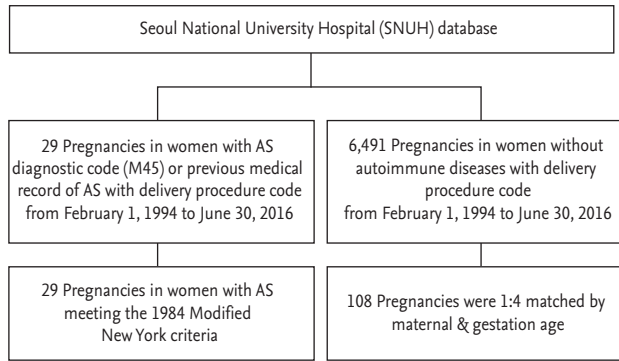 Seoul National University Hospital (SNUH) database
29 Pregnancies in women with AS
diagnostic code (M45) or previous medical
record of AS with delivery procedure code
from February 1, 1994 to June 30, 2016
6,491 Pregnancies in women without
autoimmune diseases with delivery
procedure code
from February 1, 1994 to June 30, 2016
29 Pregnancies in women with AS
meeting the 1984 Modified
New York criteria
108 Pregnancies were 1:4 matched by
maternal & gestation age